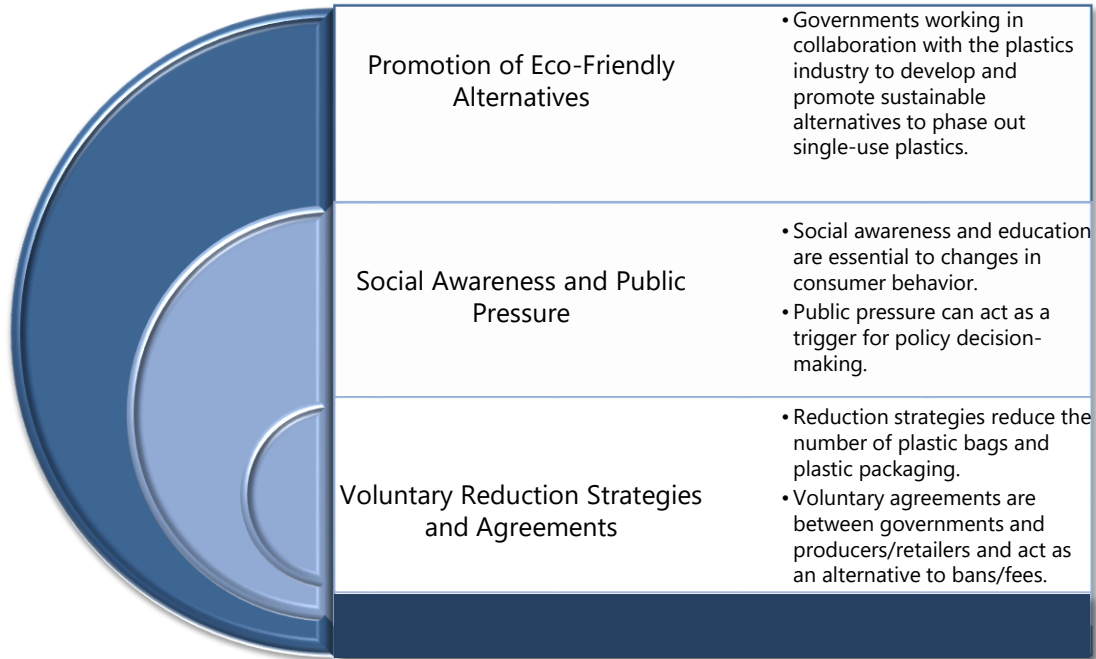 Promotion of Eco-Friendly
Alternatives
• Governments working in
collaboration with the plastics
industry to develop and
promote sustainable
alternatives to phase out
single-use plastics.
Social Awareness and Public
Pressure
• Social awareness and education
are essential to changes in
consumer behavior.
• Public pressure can act as a
trigger for policy decision-
making.
Voluntary Reduction Strategies
and Agreements
• Reduction strategies reduce the
number of plastic bags and
plastic packaging.
• Voluntary agreements are
between governments and
producers/retailers and act as
an alternative to bans/fees.